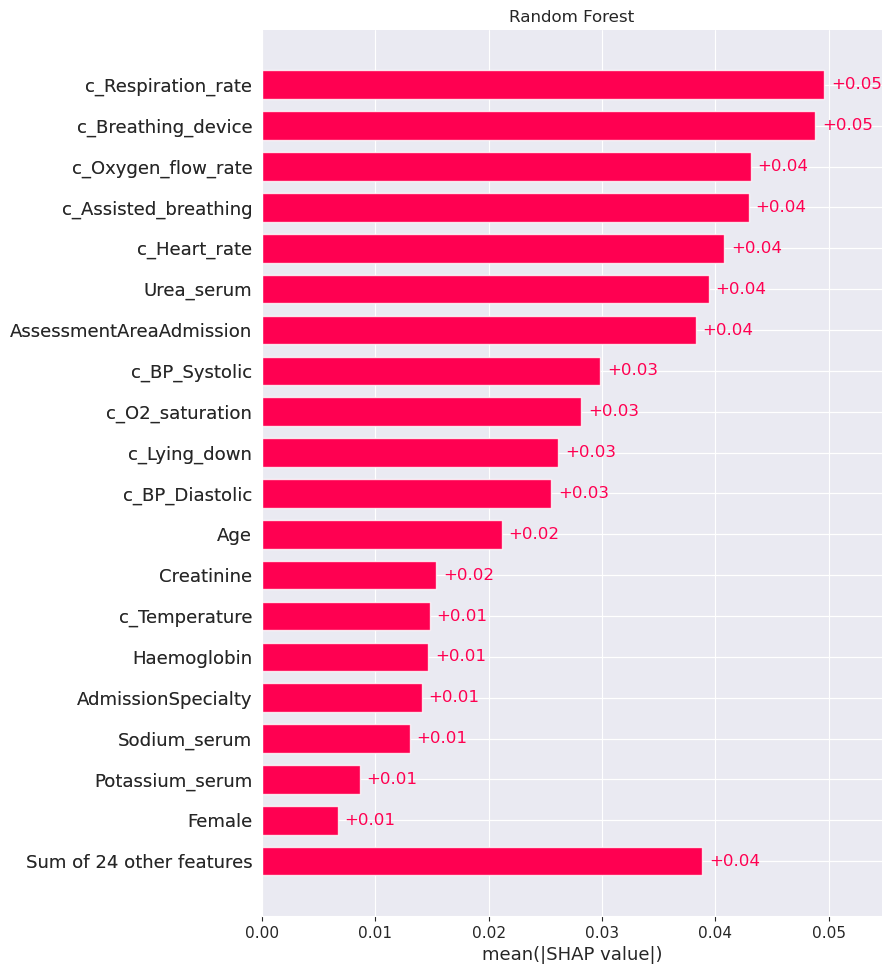 Random Forest
c_Respiration_rate +0.05
c_Breathing_device +0.05
c_Oxygen_flow_rate +0.04
c_Assisted_breathing +0.04
c_Heart_rate +0.04
Urea_serum +0.04
AssessmentAreaAdmission +0.04
c_BP_Systolic +0.03
c_O2_saturation +0.03
c_Lying_down +0.03
c_BP_Diastolic +0.03
Age +0.02
Creatinine +0.02
c_Temperature +0.01
Haemoglobin +0.01
AdmissionSpecialty +0.01
Sodium_serum +0.01
Potassium_serum +0.01
Female +0.01
Sum of 24 other features +0.04
0.00 0.01 0.02 0.03 0.04 0.05
mean(|SHAP value|)